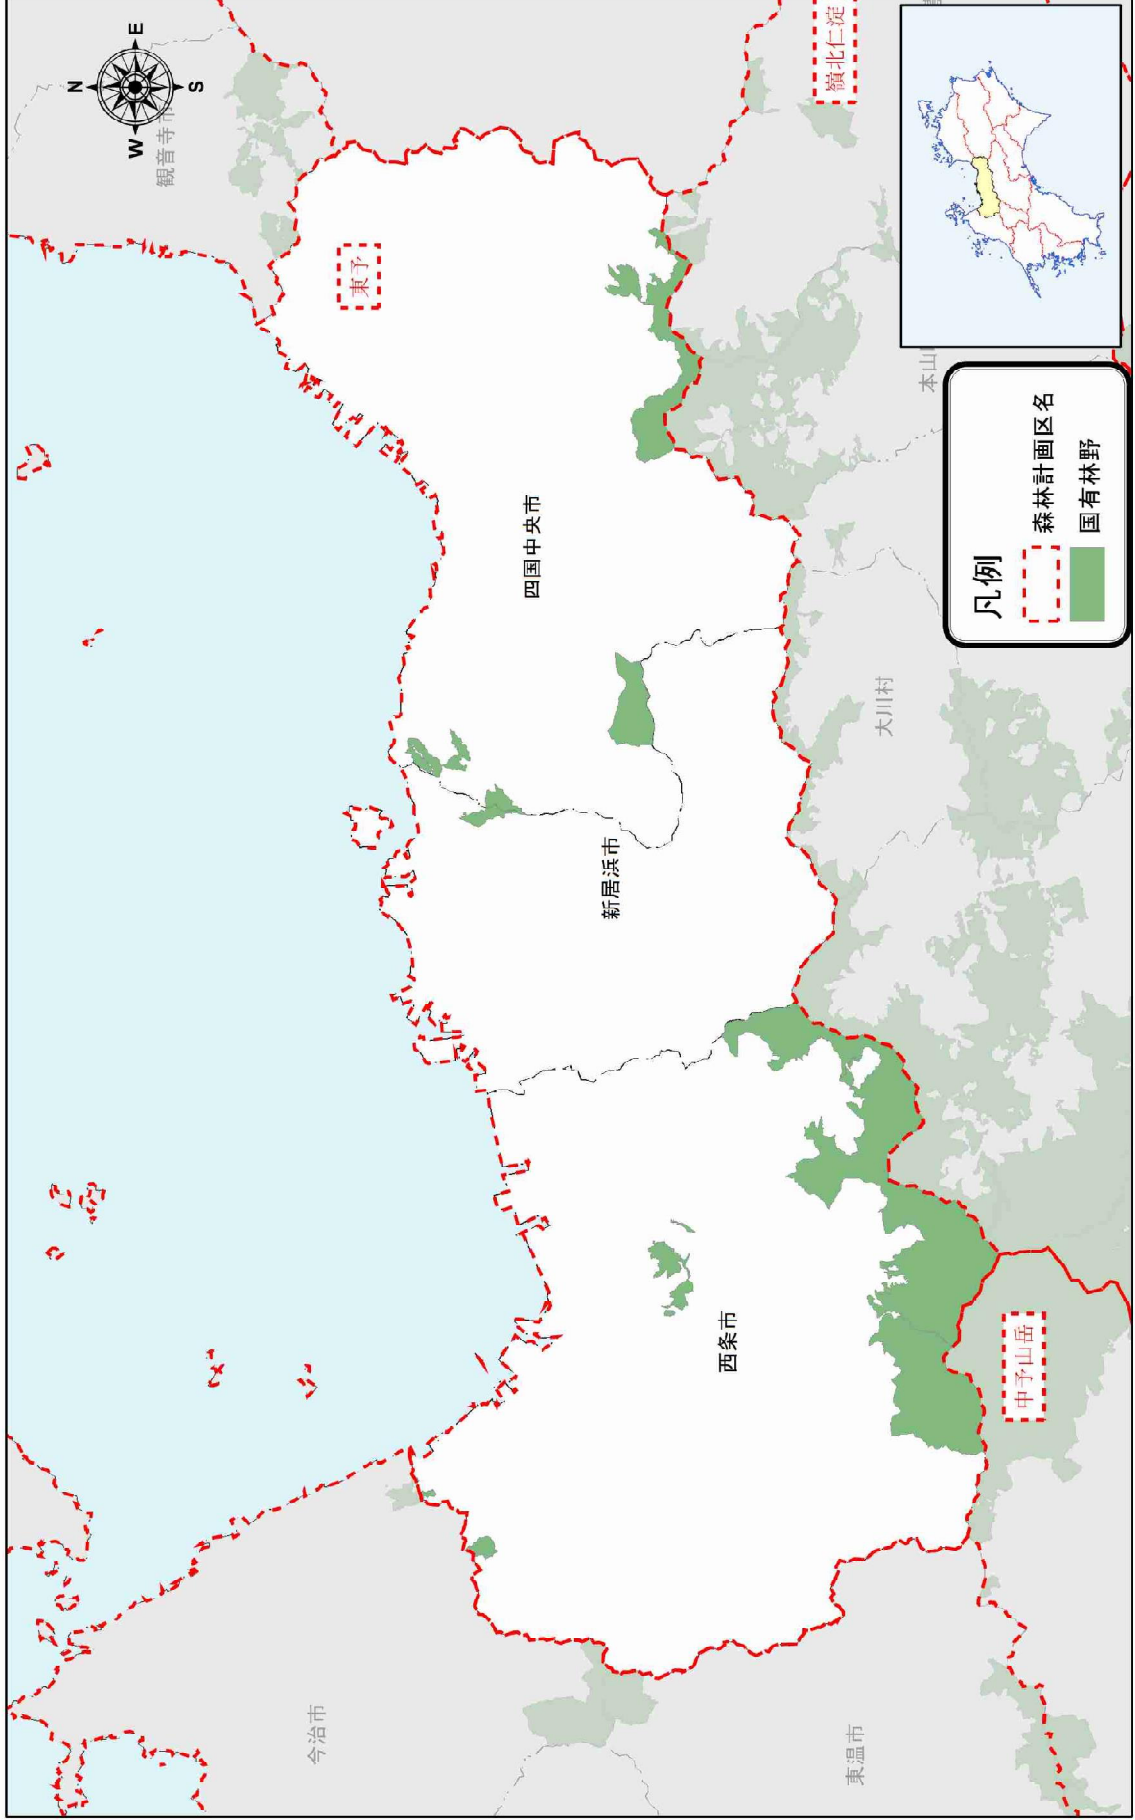 N
E
W
S
観音寺市
嶺北仁淀
東予
四国中央市
新居浜市
西条市
今治市
東温市
中予山岳
大川村
本山
凡例
森林計画区名
国有林野